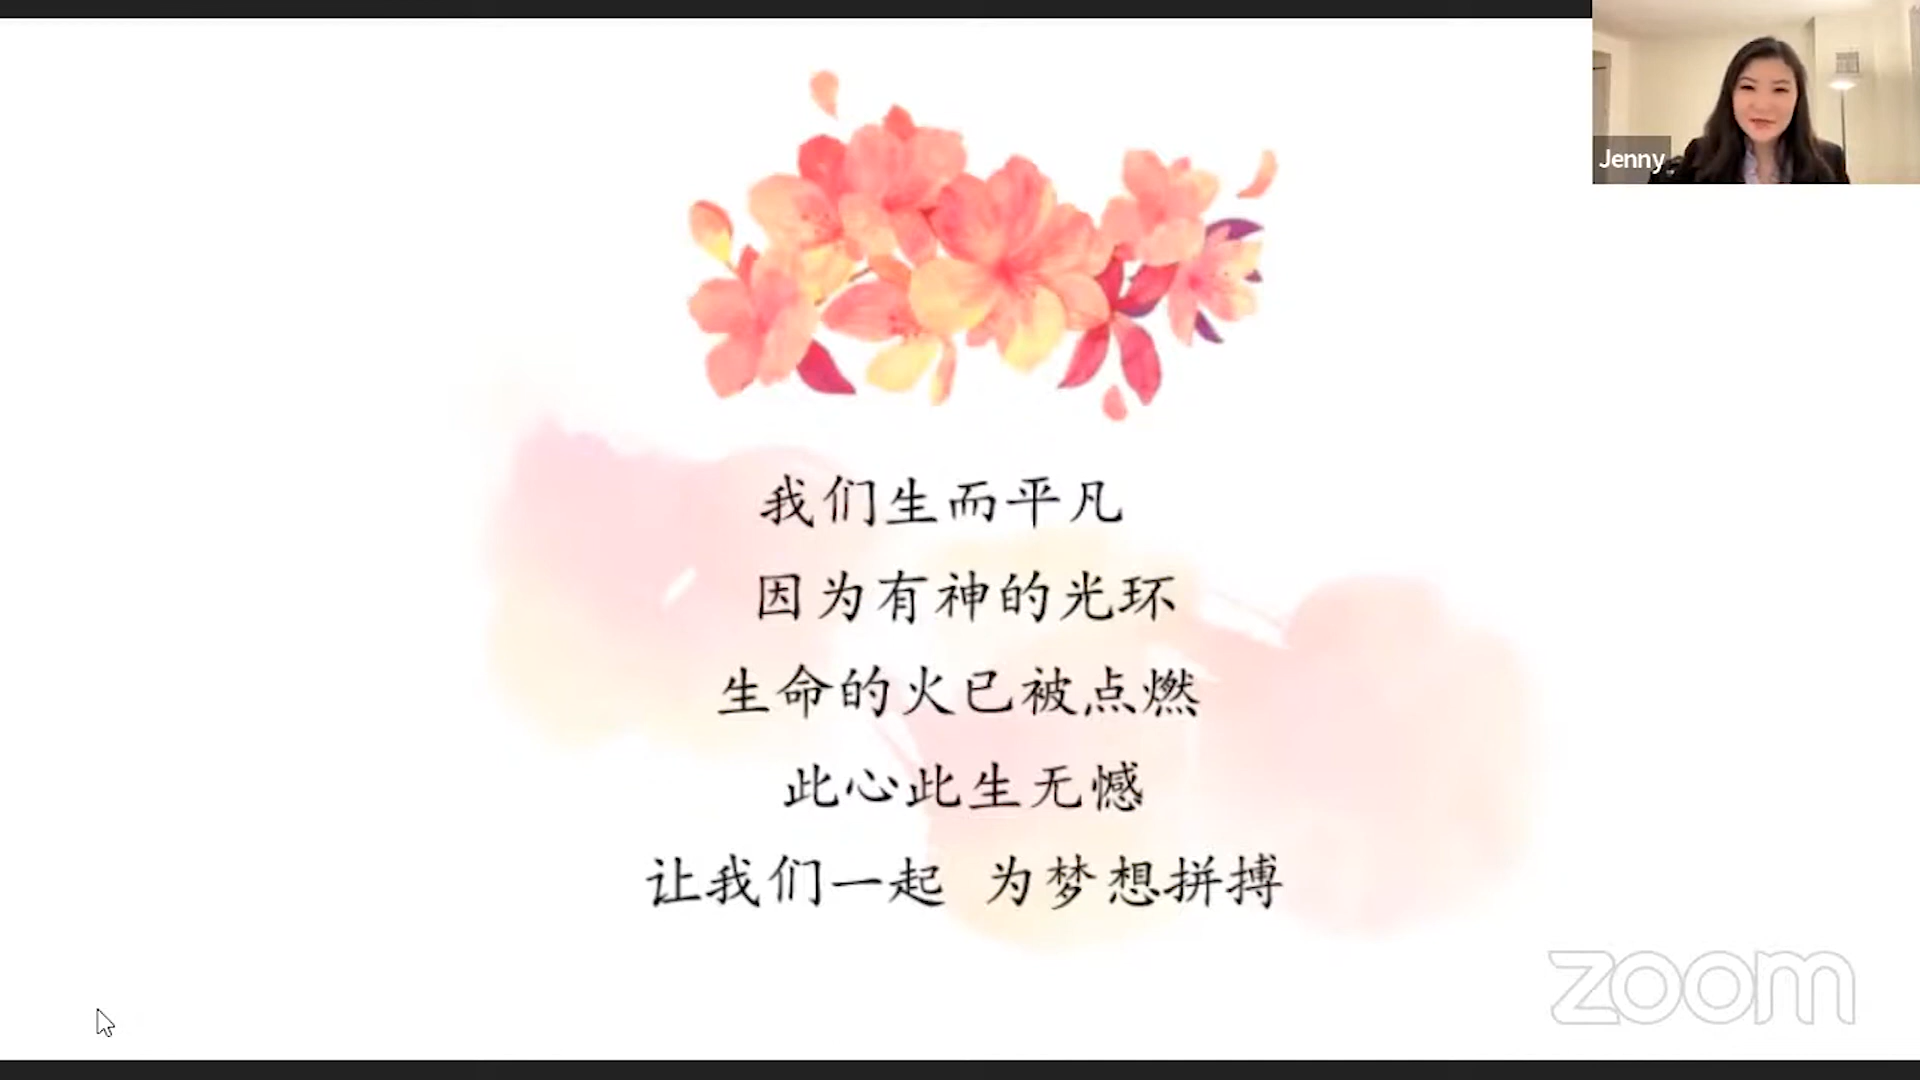 Jenny
我们生而平凡
因为有神的光环
生命的火已被点燃
此心此生无憾
让我们一起 为梦想拼搏
zoom